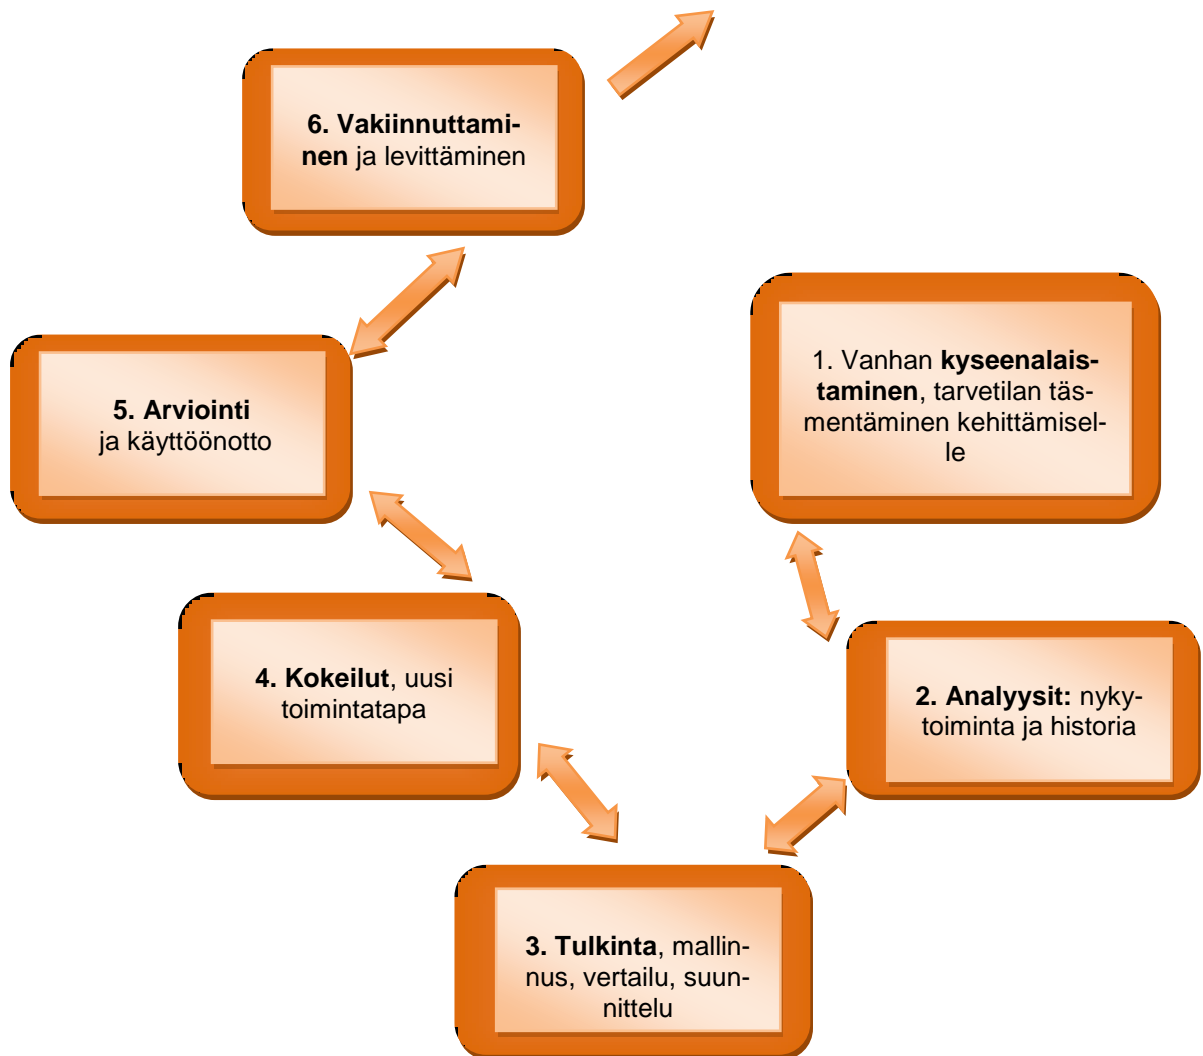 6. Vakiinnuttami-
nen ja levittäminen
1. Vanhan kyseenalais-
taminen, tarvetilan täs-
mentäminen kehittämisel-
le
5. Arviointi
ja käyttöönotto
4. Kokeilut, uusi
toimintatapa
2. Analyysit: nyky-
toiminta ja historia
3. Tulkinta, mallin-
nus, vertailu, suun-
nittelu